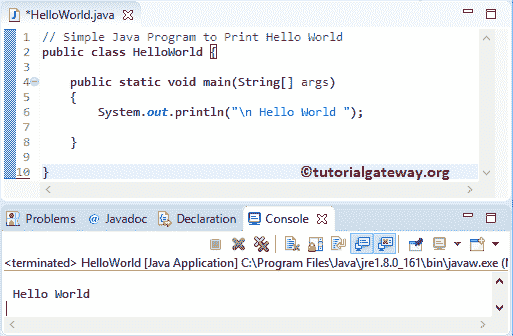 *HelloWorld.java
1 // Simple Java Program to Print Hello World
2 public class HelloWorld {
3
4 public static void main(String[] args)
5 {
6 System.out.println("\n Hello World ");
7
8 }
9
10 }
©tutorialgateway.org
Problems @ Javadoc Declaration Console
<terminated> HelloWorld [Java Application] C:\Program Files\Java\jre1.8.0_161\bin\javaw.exe (
Hello World